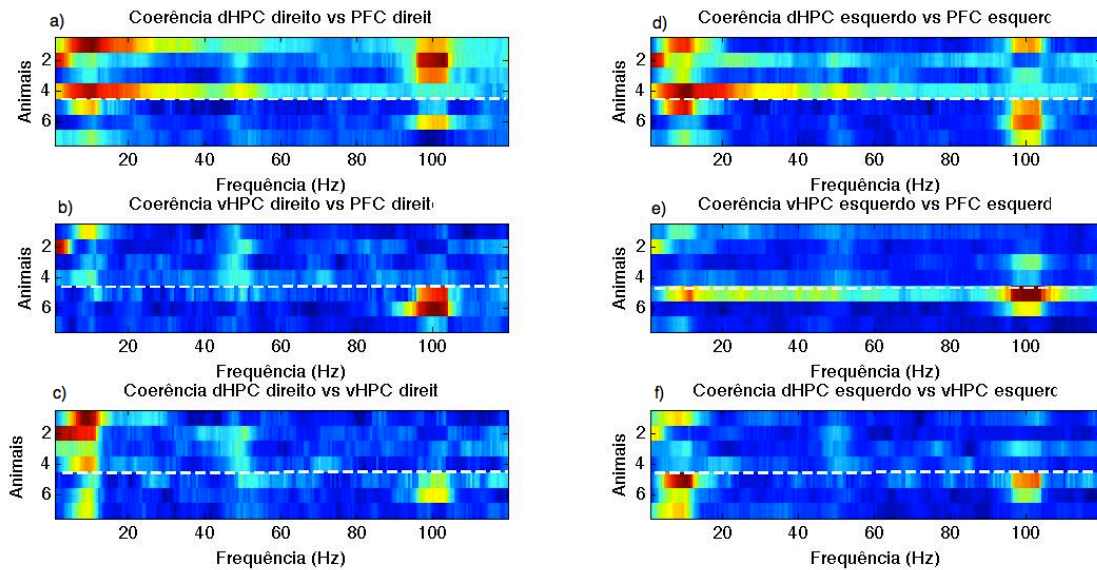 a) Coerência dHPC direito vs PFC direit
Animais
2
4
6
20 40 60 80 100
Frequência (Hz)
b) Coerência vHPC direito vs PFC direit
Animais
2
4
6
20 40 60 80 100
Frequência (Hz)
c) Coerência dHPC direito vs vHPC direit
Animais
2
4
6
20 40 60 80 100
Frequência (Hz)
d) Coerência dHPC esquerdo vs PFC esquerc
Animais
2
4
6
20 40 60 80 100
Frequência (Hz)
e) Coerência vHPC esquerdo vs PFC esquerd
Animais
2
4
6
20 40 60 80 100
Frequência (Hz)
f) Coerência dHPC esquerdo vs vHPC esquerc
Animais
2
4
6
20 40 60 80 100
Frequência (Hz)